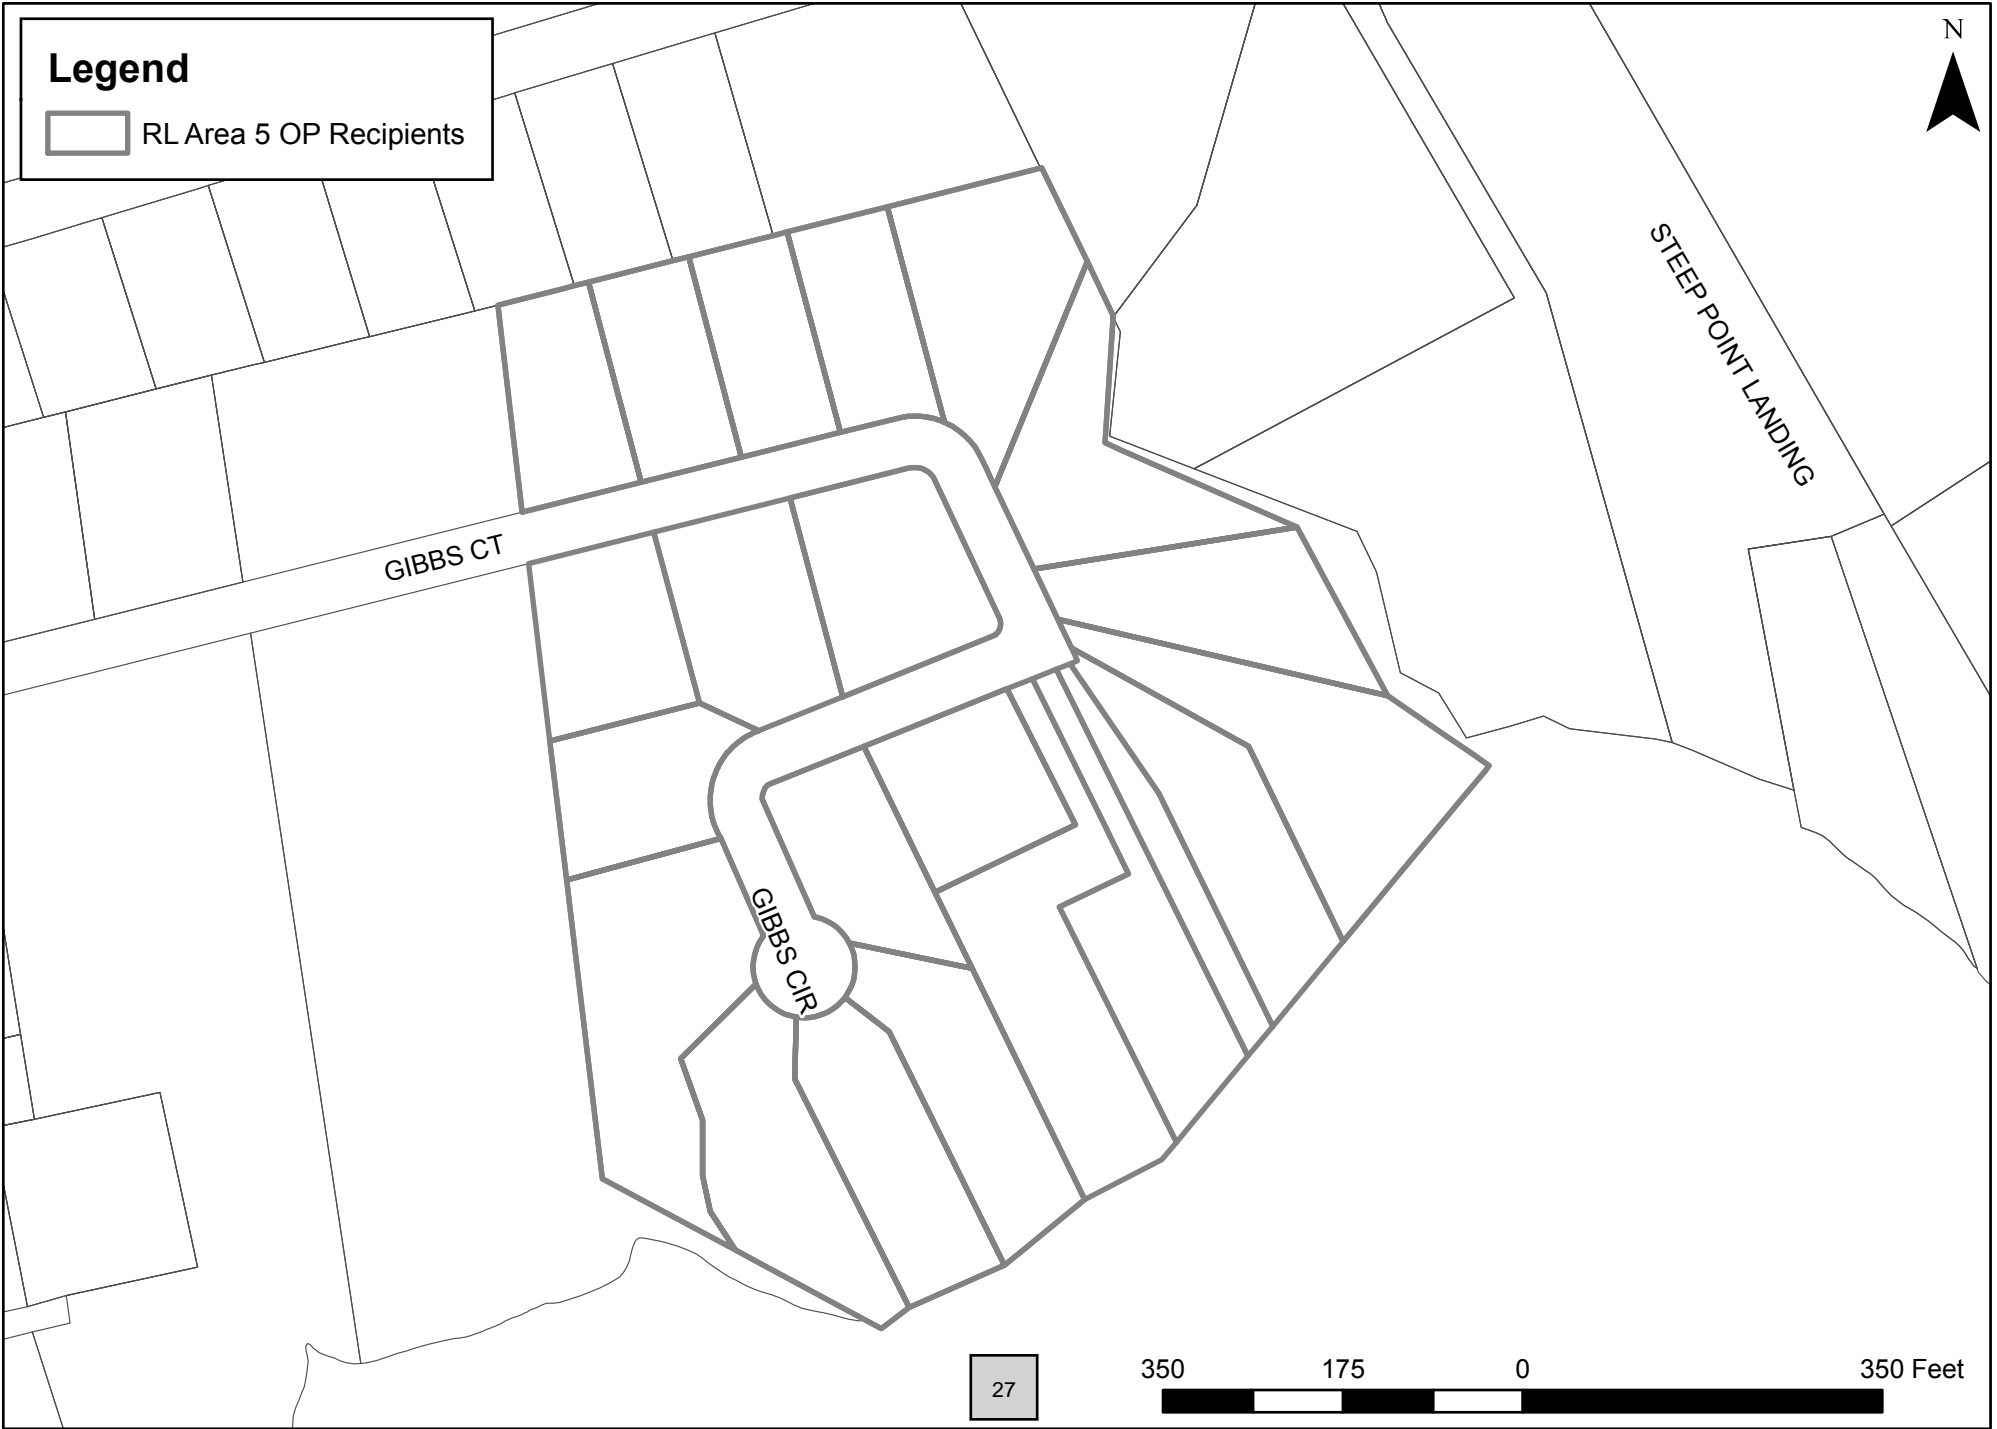 Legend
RL Area 5 OP Recipients
N
STEEP POINT LANDING
GIBBS CT
GIBBS CIR
27
350 175 0 350 Feet